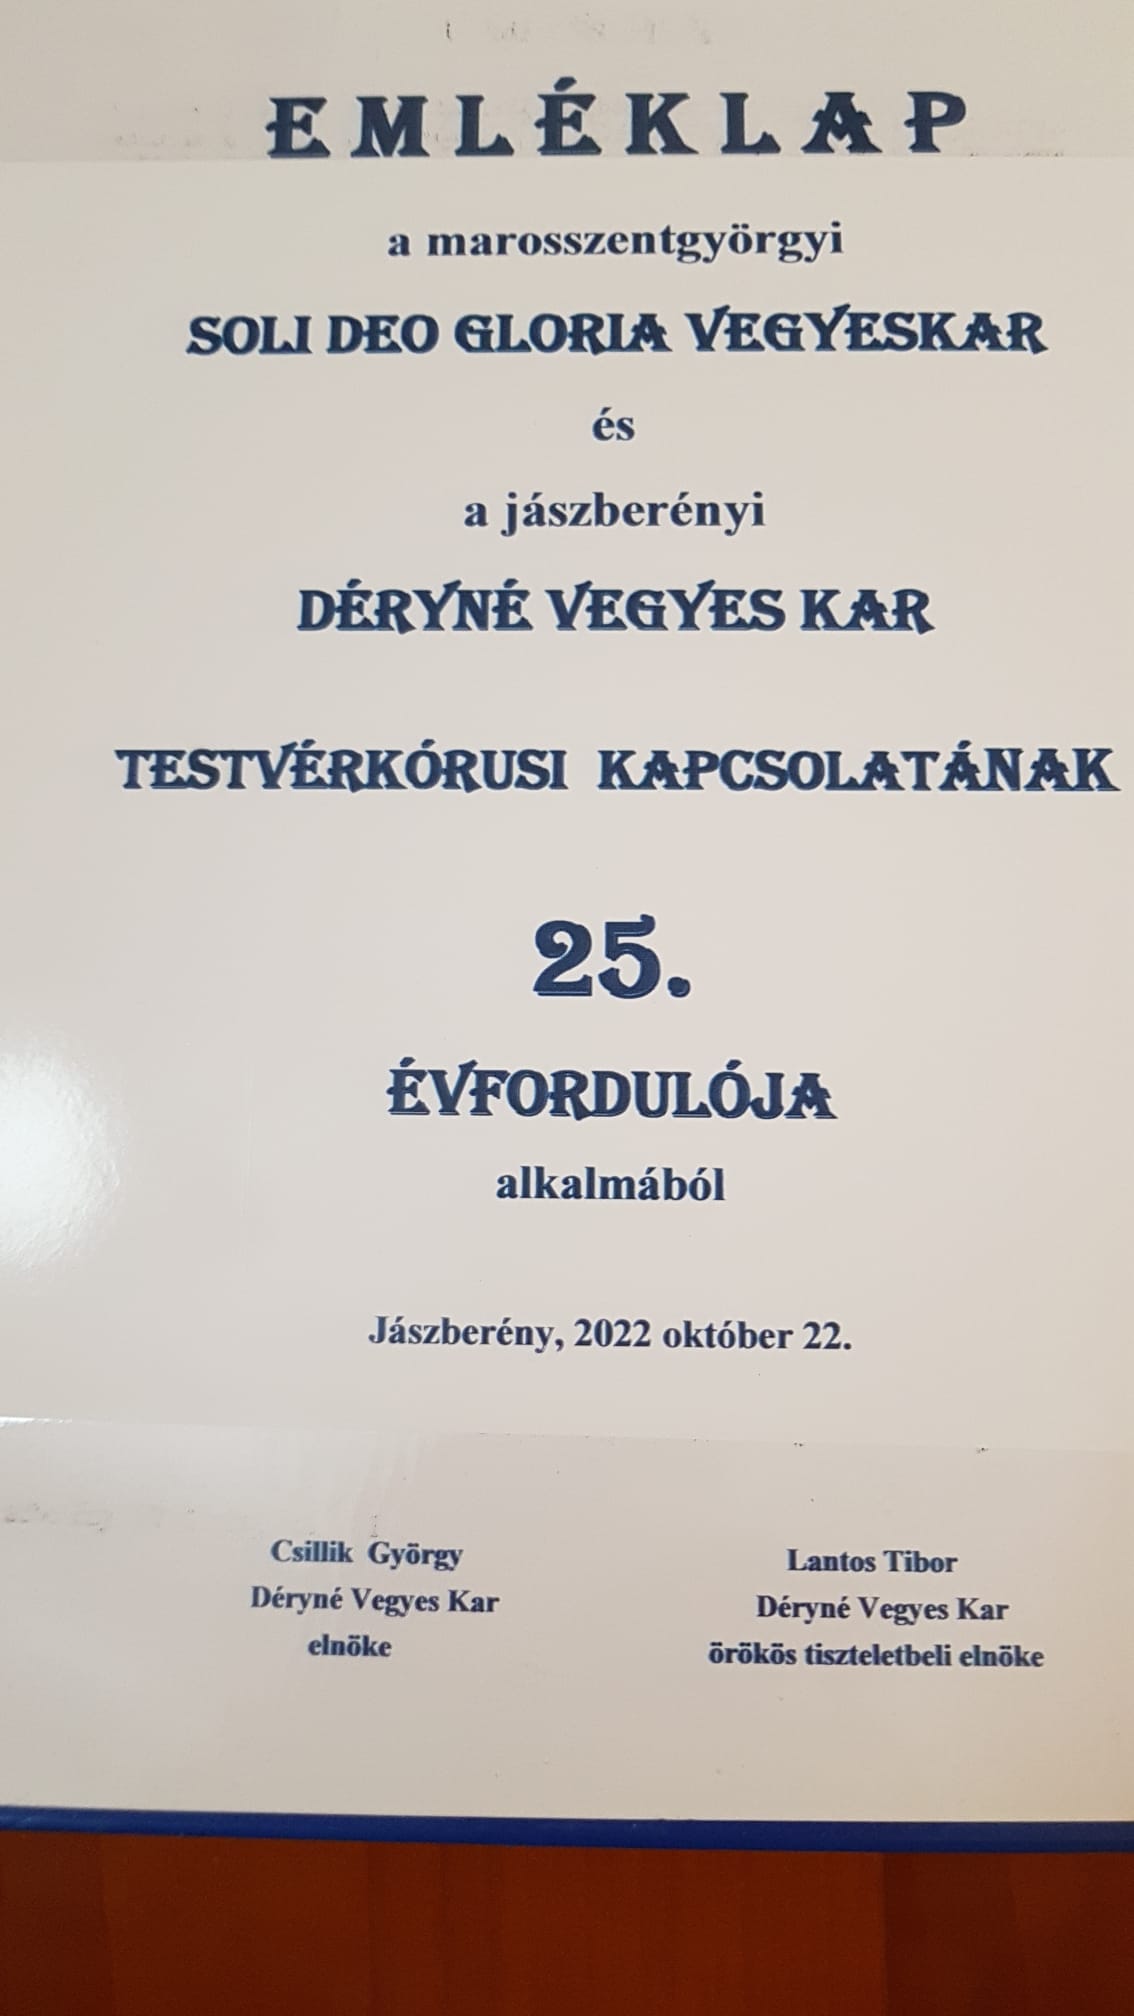 EMLÉKLAP
a marosszentgyörgyi
SOLI DEO GLORIA VEGYESKAR
és
a jászberényi
DÉRYNÉ VEGYES KAR
TESTVÉRKÓRUSI KAPCSOLATÁNAK
25.
ÉVFORDULÓJA
alkalmából
Jászberény, 2022 október 22.
Csillik György
Déryné Vegyes Kar
elnöke
Lantos Tibor
Déryné Vegyes Kar
örökös tiszteletbeli elnöke